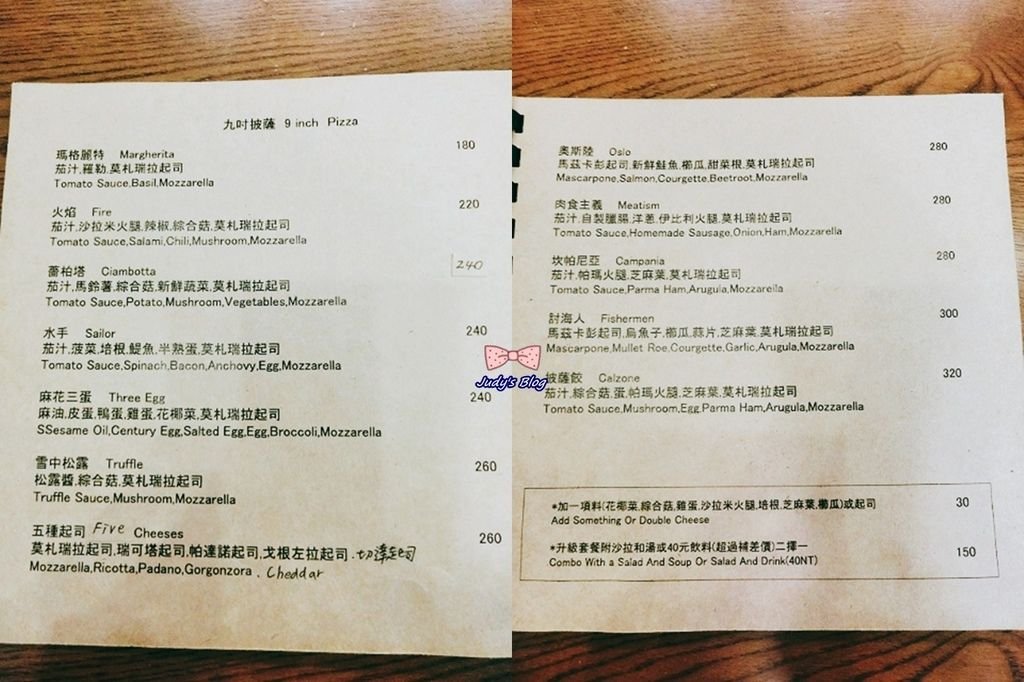 九吋披薩 9 inch Pizza
瑪格麗特 Margherita 180
茄汁,羅勒,莫札瑞拉起司
Tomato Sauce,Basil,Mozzarella
火焰 Fire 220
茄汁,沙拉米火腿,辣椒,綜合菇,莫札瑞拉起司
Tomato Sauce,Salami,Chili,Mushroom,Mozzarella
蕾柏塔 Ciambotta 240
茄汁,馬鈴薯,綜合菇,新鮮蔬菜,莫札瑞拉起司
Tomato Sauce,Potato,Mushroom,Vegetables,Mozzarella
水手 Sailor 240
茄汁,菠菜,培根,鯷魚,半熟蛋,莫札瑞拉起司
Tomato Sauce,Spinach,Bacon,Anchovy,Egg,Mozzarella
麻花三蛋 Three Egg 240
麻油,皮蛋,鴨蛋,雞蛋,花椰菜,莫札瑞拉起司
SSesame Oil,Century Egg,Salted Egg,Egg,Broccoli,Mozzarella
雪中松露 Truffle 260
松露醬,綜合菇,莫札瑞拉起司
Truffle Sauce,Mushroom,Mozzarella
五種起司 Five Cheeses 260
莫札瑞拉起司,瑞可塔起司,帕達諾起司,戈根左拉起司.切達起司
Mozzarella,Ricotta,Padano,Gorgonzora.Cheddar
奧斯陸 Oslo 280
馬茲卡彭起司,新鮮鮭魚,櫛瓜,甜菜根,莫札瑞拉起司
Mascarpone,Salmon,Courgette,Beetroot,Mozzarella
肉食主義 Meatism 280
茄汁,自製臘腸,洋蔥,伊比利火腿,莫札瑞拉起司
Tomato Sauce,Homemade Sausage,Onion,Ham,Mozzarella
坎帕尼亞 Campania 280
茄汁,帕瑪火腿,芝麻葉,莫札瑞拉起司
Tomato Sauce,Parma Ham,Arugula,Mozzarella
討海人 Fishermen 300
馬茲卡彭起司,烏魚子,櫛瓜,蒜片,芝麻葉,莫札瑞拉起司
Mascarpone,Mullet Roe,Courgette,Garlic,Arugula,Mozzarella
披薩餃 Calzone 320
茄汁,綜合菇,蛋,帕瑪火腿,芝麻葉,莫札瑞拉起司
Tomato Sauce,Mushroom,Egg,Parma Ham,Arugula,Mozzarella
*加一項料(花椰菜,綜合菇,雞蛋,沙拉米火腿,培根,芝麻葉,櫛瓜)或起司 30
Add Something Or Double Cheese
*升級套餐附沙拉和湯或40元飲料(超過補差價)二擇一 150
Combo With a Salad And Soup Or Salad And Drink(40NT)
Judy's Blog